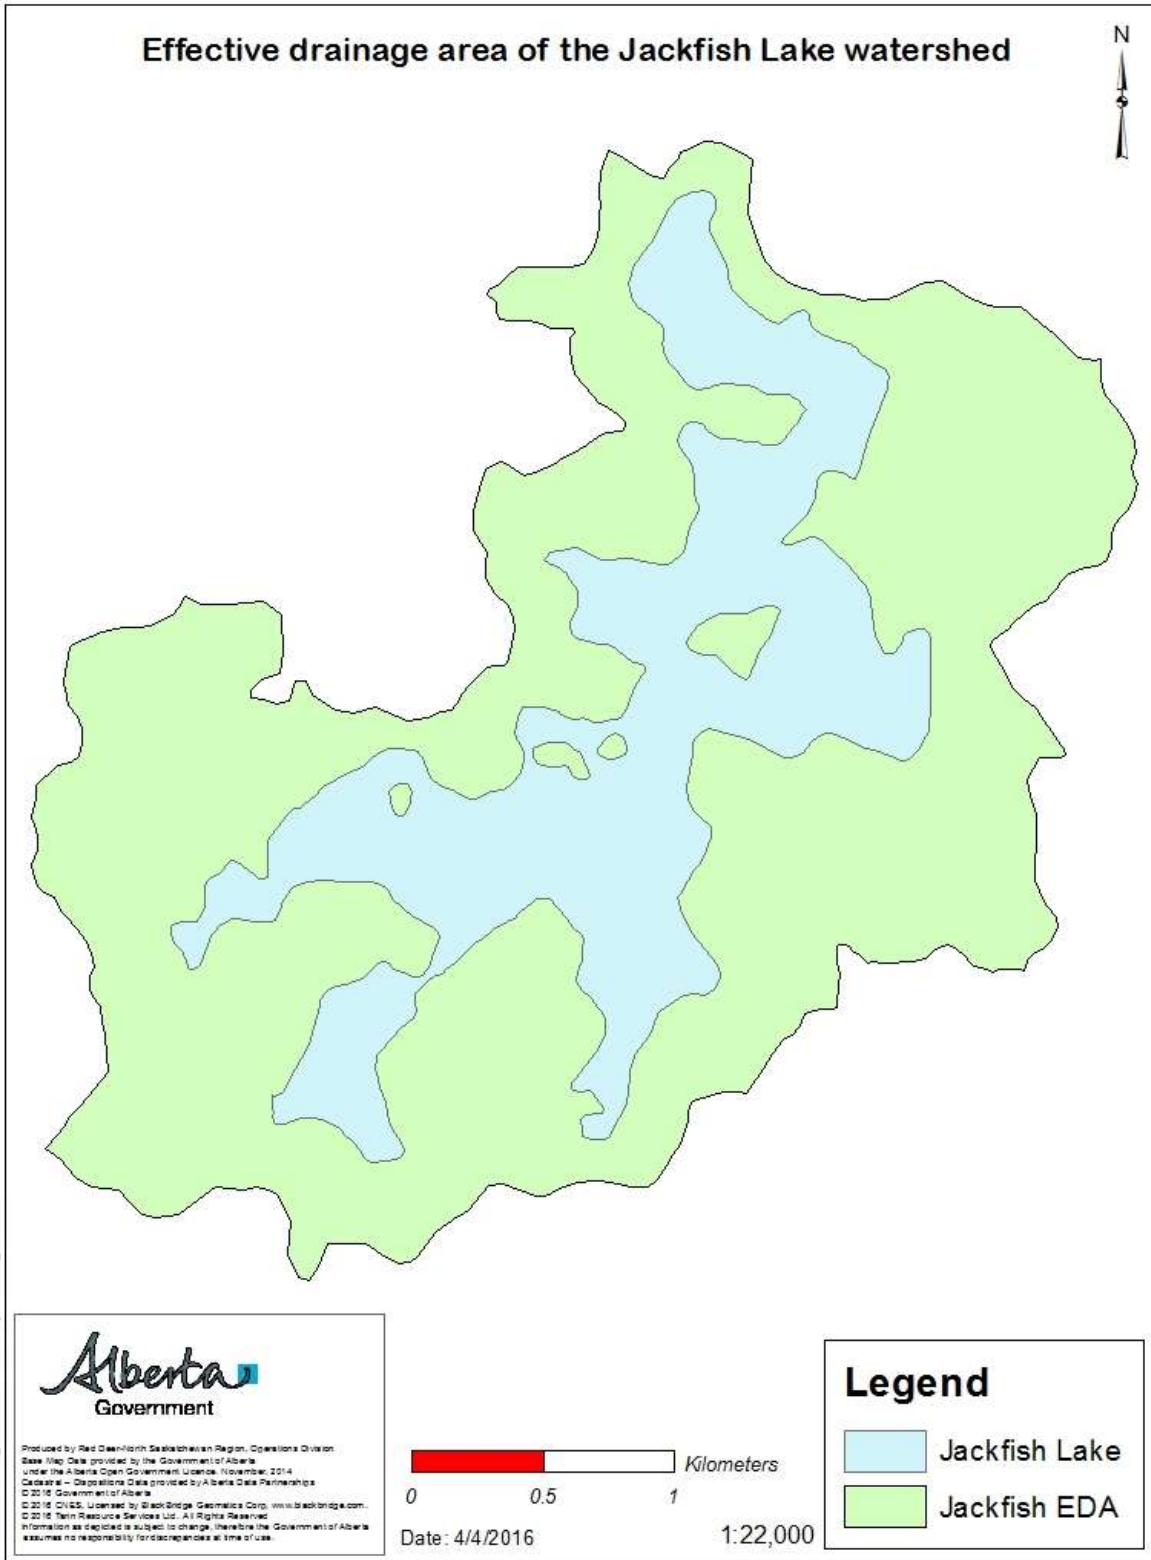 Effective drainage area of the Jackfish Lake watershed
N
Alberta
Government
Produced by Red Deer-North Saskatchewan Region, Operations Division
Base Map Data provided by the Government of Alberta
under the Alberta Open Government Licence, November, 2014
Cadastral – Dispositions Data provided by Alberta Data Partnerships
© 2016 Government of Alberta
© 2016 CNES, Licensed by BlackBridge Geomatics Corp, www.blackbridge.com.
© 2016 Tarin Resource Services Ltd. All Rights Reserved
Information as depicted is subject to change, therefore the Government of Alberta
assumes no responsibility for discrepancies at time of use.
Kilometers
0 0.5 1
Date: 4/4/2016 1:22,000
Legend
Jackfish Lake
Jackfish EDA